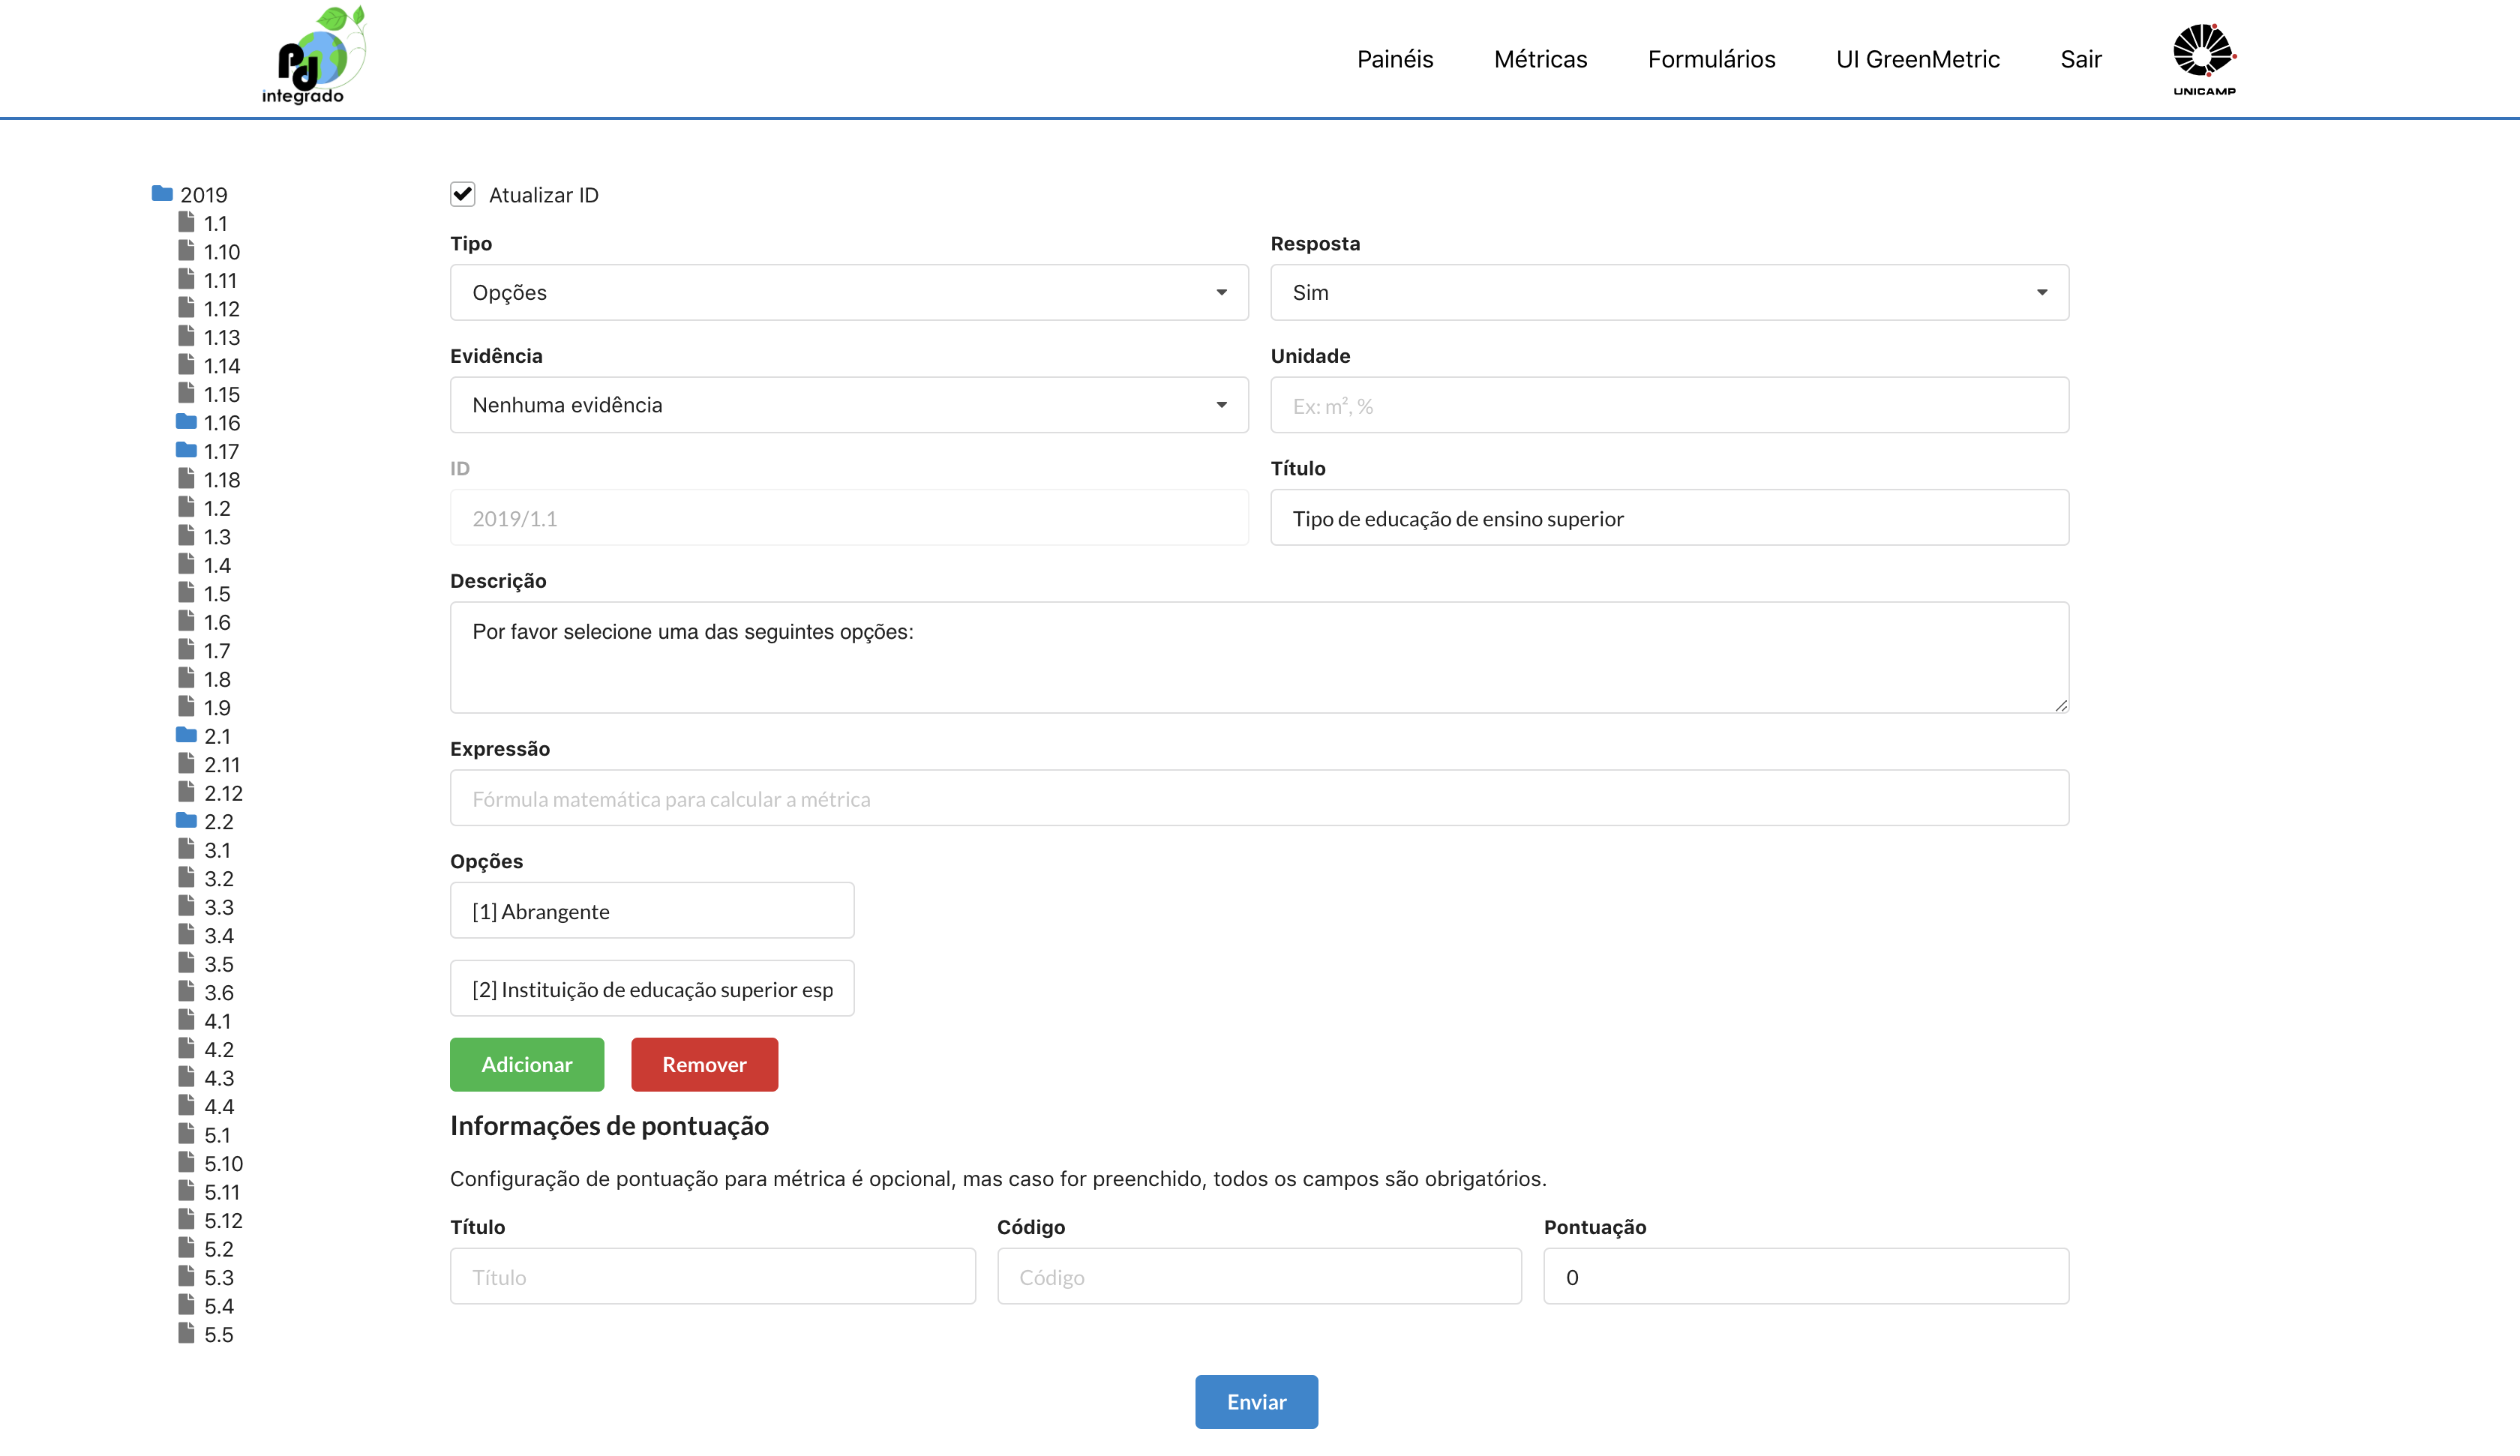 Pd
integrado
Painéis
Métricas
Formulários
UI GreenMetric
Sair
UNICAMP
2019
1.1
1.10
1.11
1.12
1.13
1.14
1.15
1.16
1.17
1.18
1.2
1.3
1.4
1.5
1.6
1.7
1.8
1.9
2.1
2.11
2.12
2.2
3.1
3.2
3.3
3.4
3.5
3.6
4.1
4.2
4.3
4.4
5.1
5.10
5.11
5.12
5.2
5.3
5.4
5.5
Atualizar ID
Tipo
Opções
Resposta
Sim
Evidência
Nenhuma evidência
Unidade
Ex: m², %
ID
2019/1.1
Título
Tipo de educação de ensino superior
Descrição
Por favor selecione uma das seguintes opções:
Expressão
Fórmula matemática para calcular a métrica
Opções
[1] Abrangente
[2] Instituição de educação superior esp
Adicionar
Remover
Informações de pontuação
Configuração de pontuação para métrica é opcional, mas caso for preenchido, todos os campos são obrigatórios.
Título
Título
Código
Código
Pontuação
0
Enviar